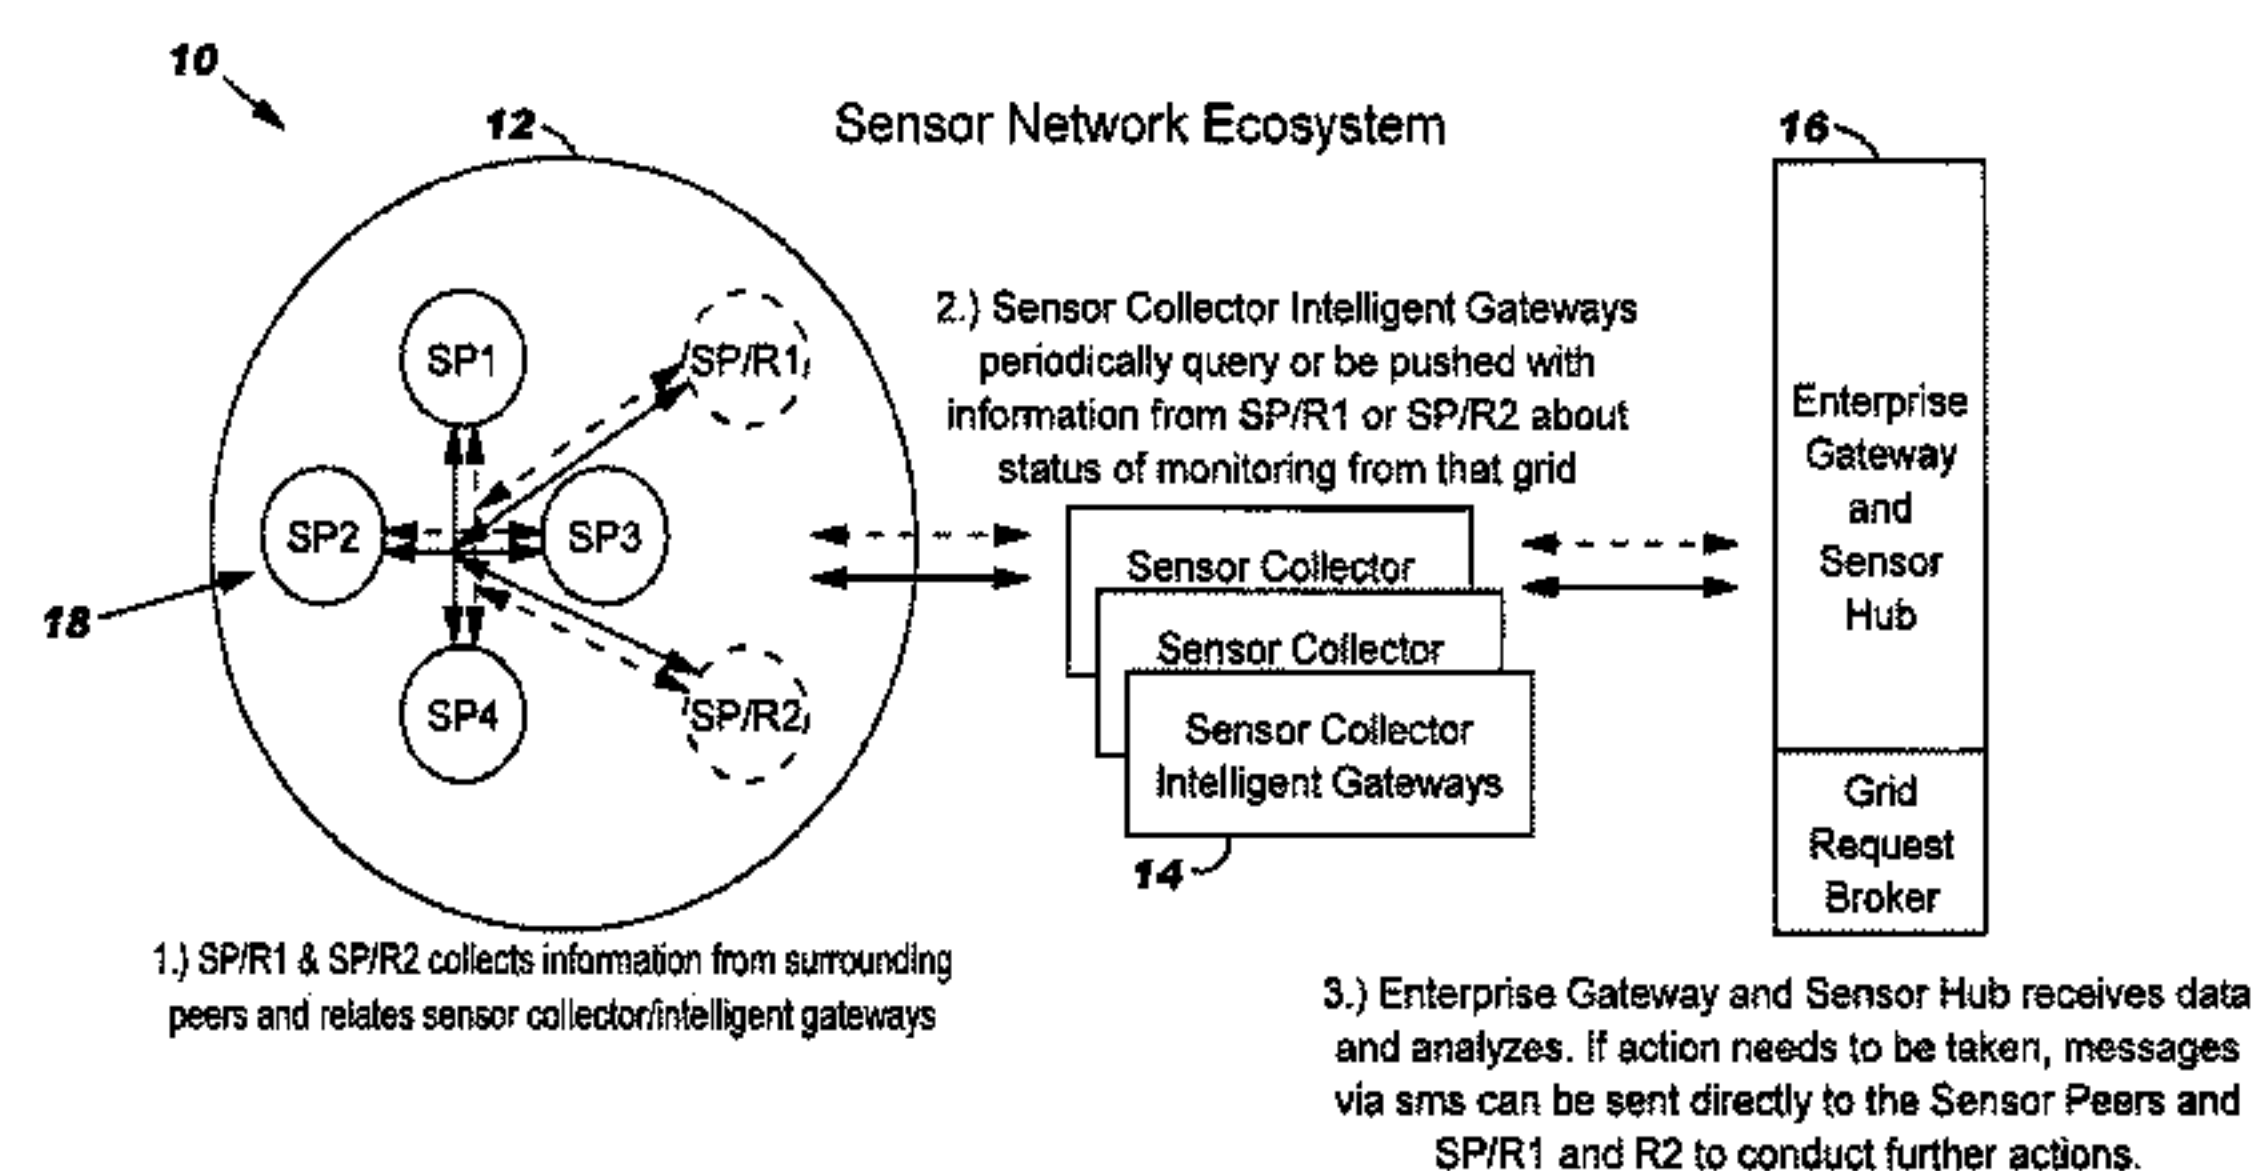 10
12
Sensor Network Ecosystem
16
SP1
SP/R1
2.) Sensor Collector Intelligent Gateways
periodically query or be pushed with
information from SP/R1 or SP/R2 about
status of monitoring from that grid
SP2
SP3
18
SP4
SP/R2
Sensor Collector
Sensor Collector
Sensor Collector
Intelligent Gateways
14
Enterprise
Gateway
and
Sensor
Hub
Grid
Request
Broker
1.) SP/R1 & SP/R2 collects information from surrounding
peers and relates sensor collector/intelligent gateways
3.) Enterprise Gateway and Sensor Hub receives data
and analyzes. If action needs to be taken, messages
via sms can be sent directly to the Sensor Peers and
SP/R1 and R2 to conduct further actions.